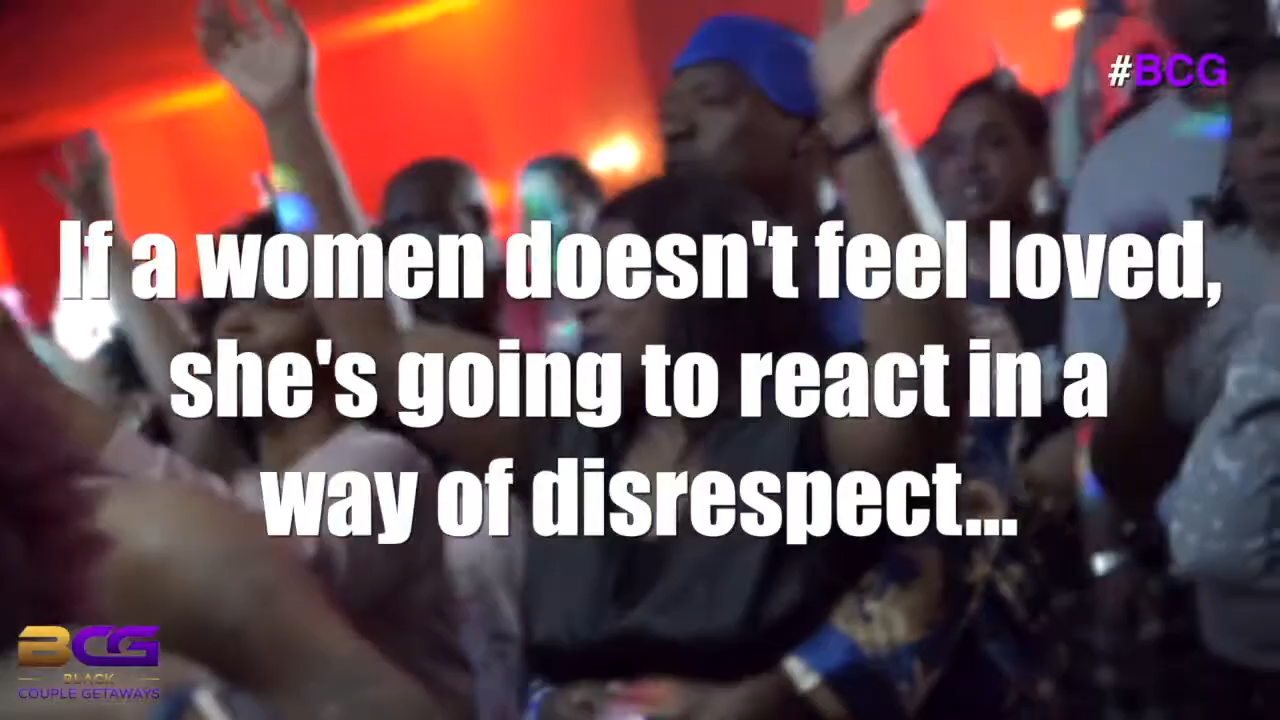 #BCG
If a women doesn't feel loved,
she's going to react in a
way of disrespect...
BCG
BLACK
COUPLE GETAWAYS